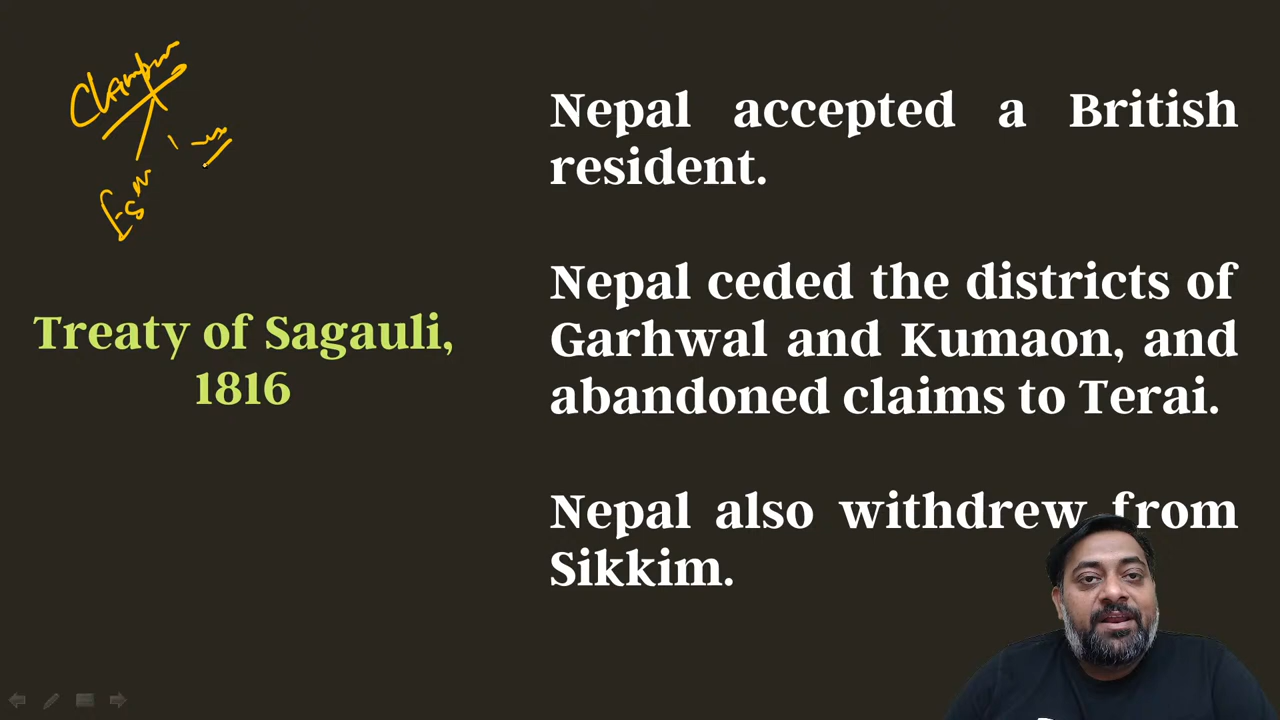 Nepal accepted a British
resident.
Nepal ceded the districts of
Garhwal and Kumaon, and
abandoned claims to Terai.
Treaty of Sagauli,
1816
Nepal also withdrew from
Sikkim.